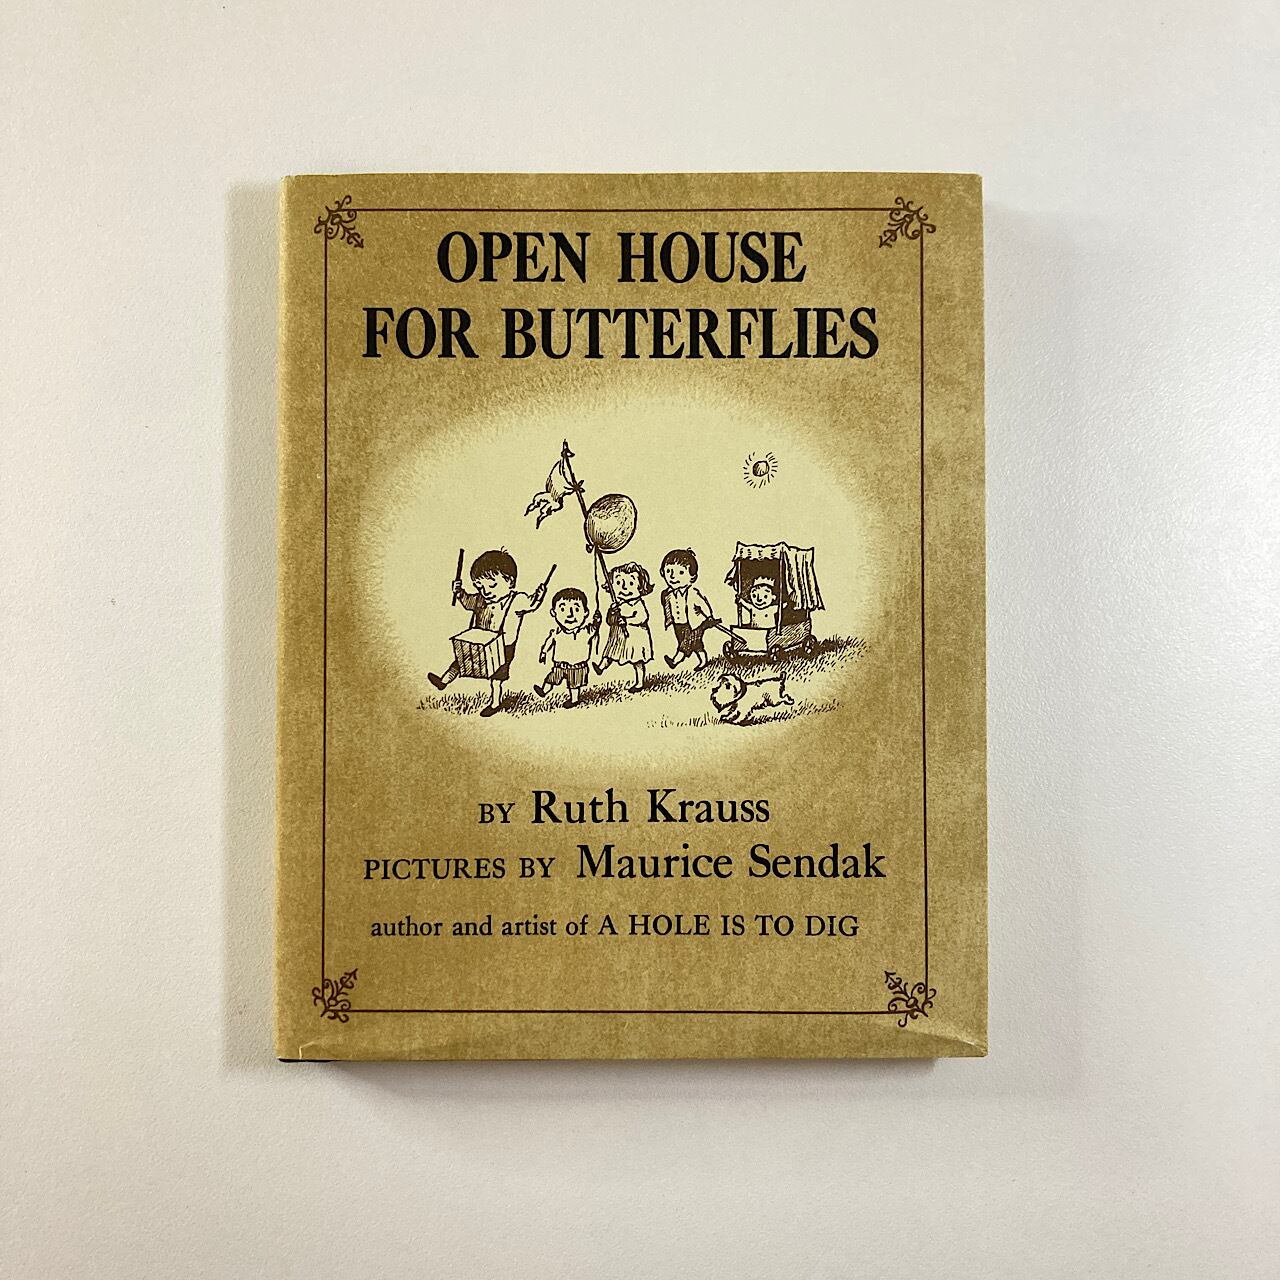 OPEN HOUSE
FOR BUTTERFLIES
BY Ruth Krauss
PICTURES BY Maurice Sendak
author and artist of A HOLE IS TO DIG